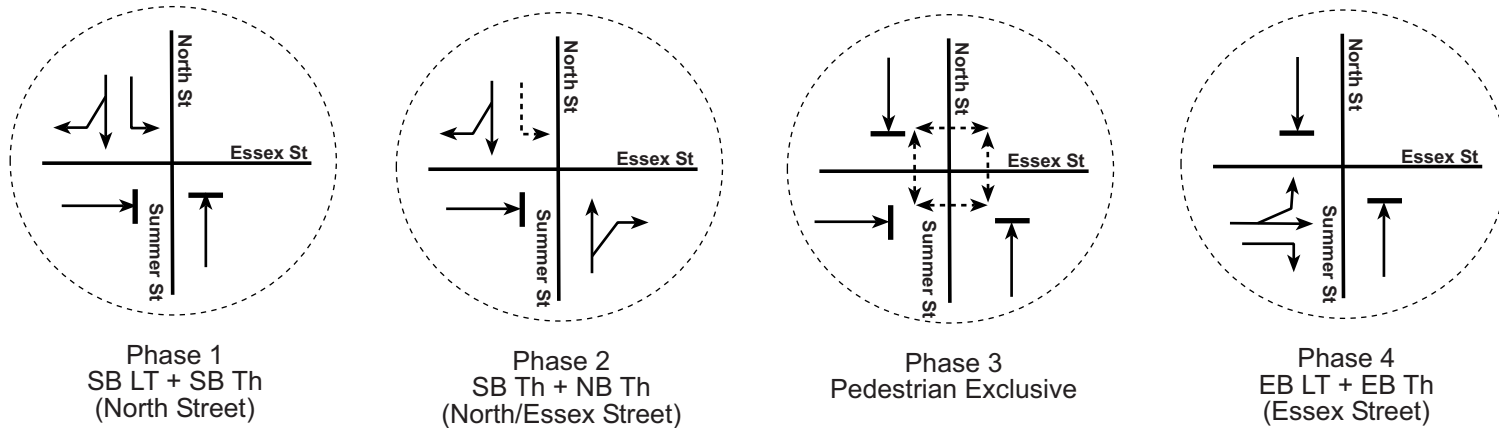 North St
Essex St
Summer St
Phase 1
SB LT + SB Th
(North Street)
North St
Essex St
Summer St
Phase 2
SB Th + NB Th
(North/Essex Street)
North St
Essex St
Summer St
Phase 3
Pedestrian Exclusive
North St
Essex St
Summer St
Phase 4
EB LT + EB Th
(Essex Street)